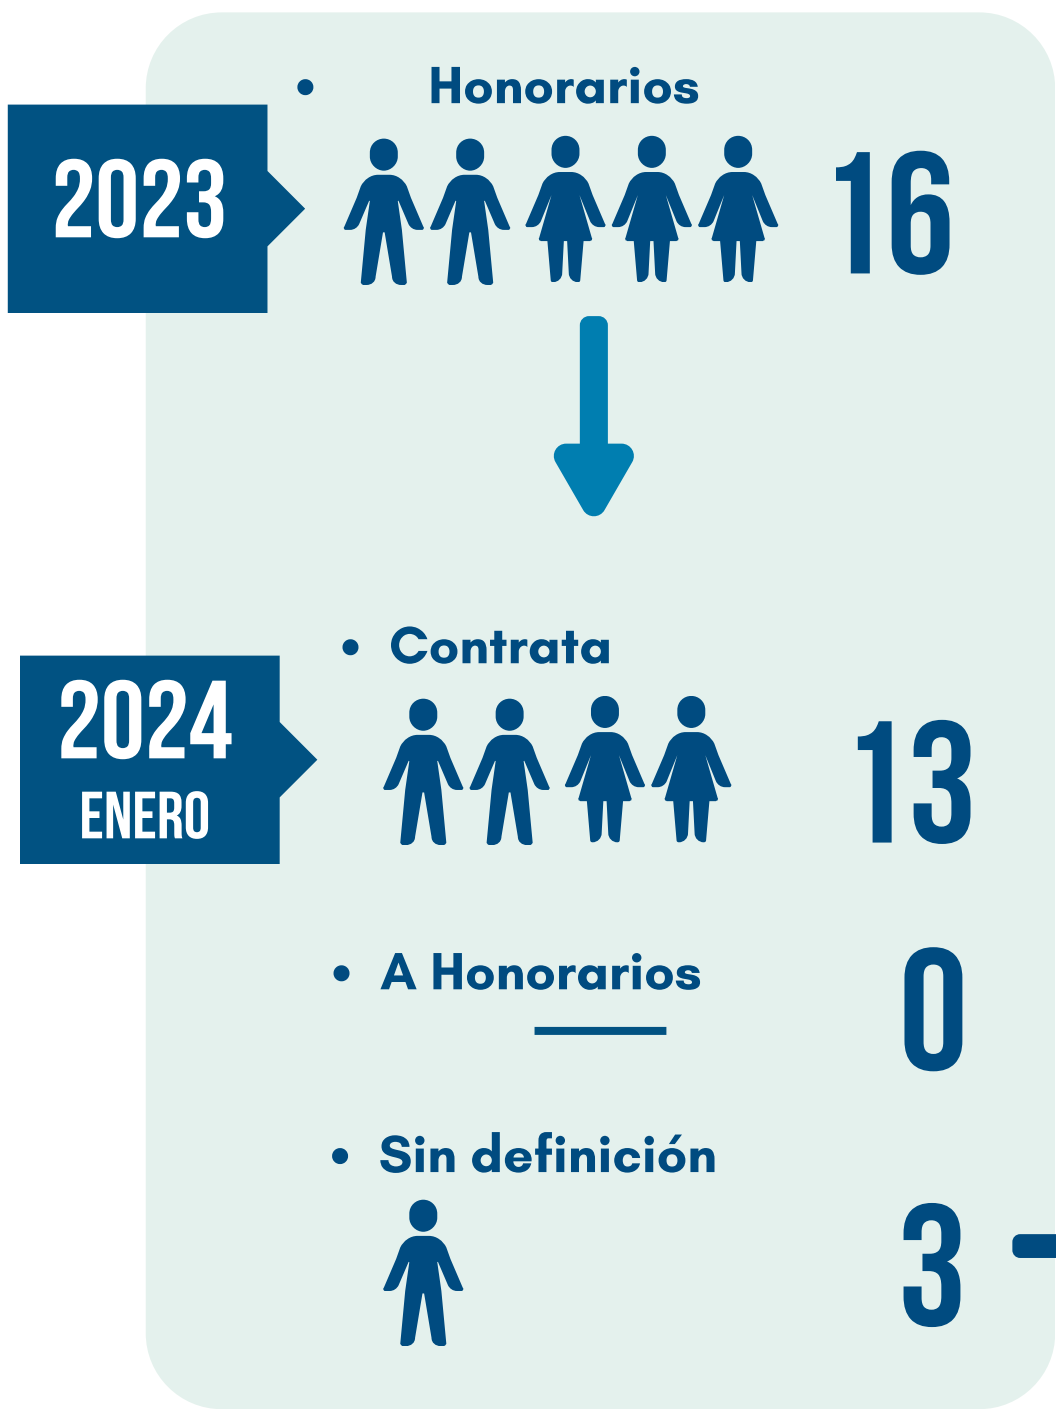 • Honorarios
2023
16
• Contrata
2024
ENERO
13
• A Honorarios
0
• Sin definición
3